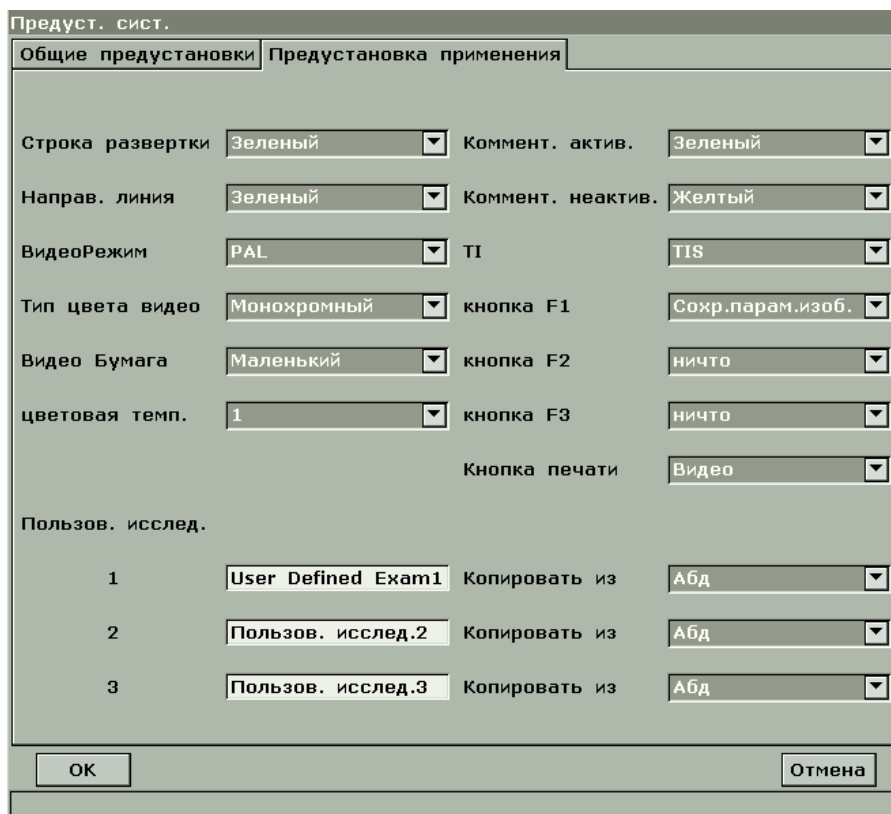 Предуст. сист.
Общие предустановки Предустановка применения
Строка развертки Зеленый Коммент. актив. Зеленый
Направ. линия Зеленый Коммент. неактив. Желтый
ВидеоРежим PAL TI TIS
Тип цвета видео Монохромный кнопка F1 Сохр.парам.изоб.
Видео Бумага Маленький кнопка F2 ничто
цветовая темп. 1 кнопка F3 ничто
Кнопка печати Видео
Пользов. исслед.
1 User Defined Exam1 Копировать из Абд
2 Пользов. исслед.2 Копировать из Абд
3 Пользов. исслед.3 Копировать из Абд
OK Отмена